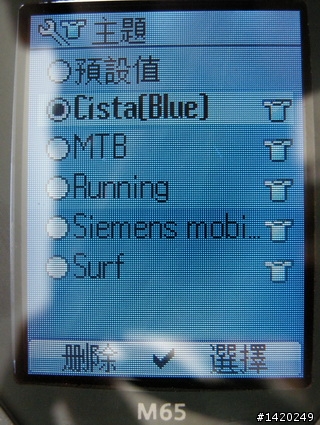 主題
預設值
Cista(Blue)
MTB
Running
Siemens mobi...
Surf
刪除 選擇
M65
#1420249